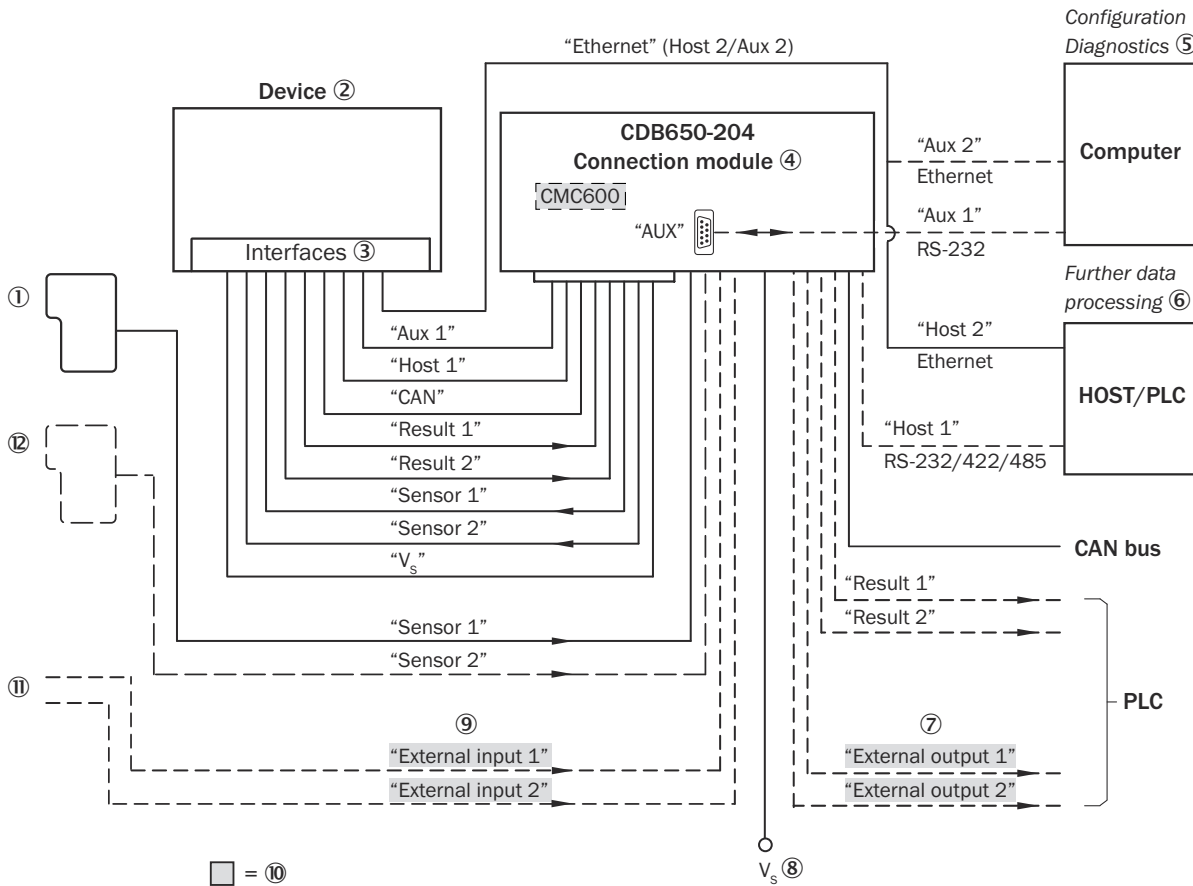 Configuration
Diagnostics ⑤
“Ethernet” (Host 2/Aux 2)
Device ②
CDB650-204
Connection module ④
CMC600
“AUX”
“Aux 2”
Ethernet
“Aux 1”
RS-232
Computer
Interfaces ③
①
Further data
processing ⑥
“Aux 1”
“Host 1”
“CAN”
“Result 1”
“Result 2”
“Sensor 1”
“Sensor 2”
“Vs”
“Host 2”
Ethernet
HOST/PLC
“Host 1”
RS-232/422/485
⑫
CAN bus
“Result 1”
“Result 2”
“Sensor 1”
“Sensor 2”
⑪
PLC
⑨
“External input 1”
“External input 2”
⑦
“External output 1”
“External output 2”
= ⑩
Vs ⑧